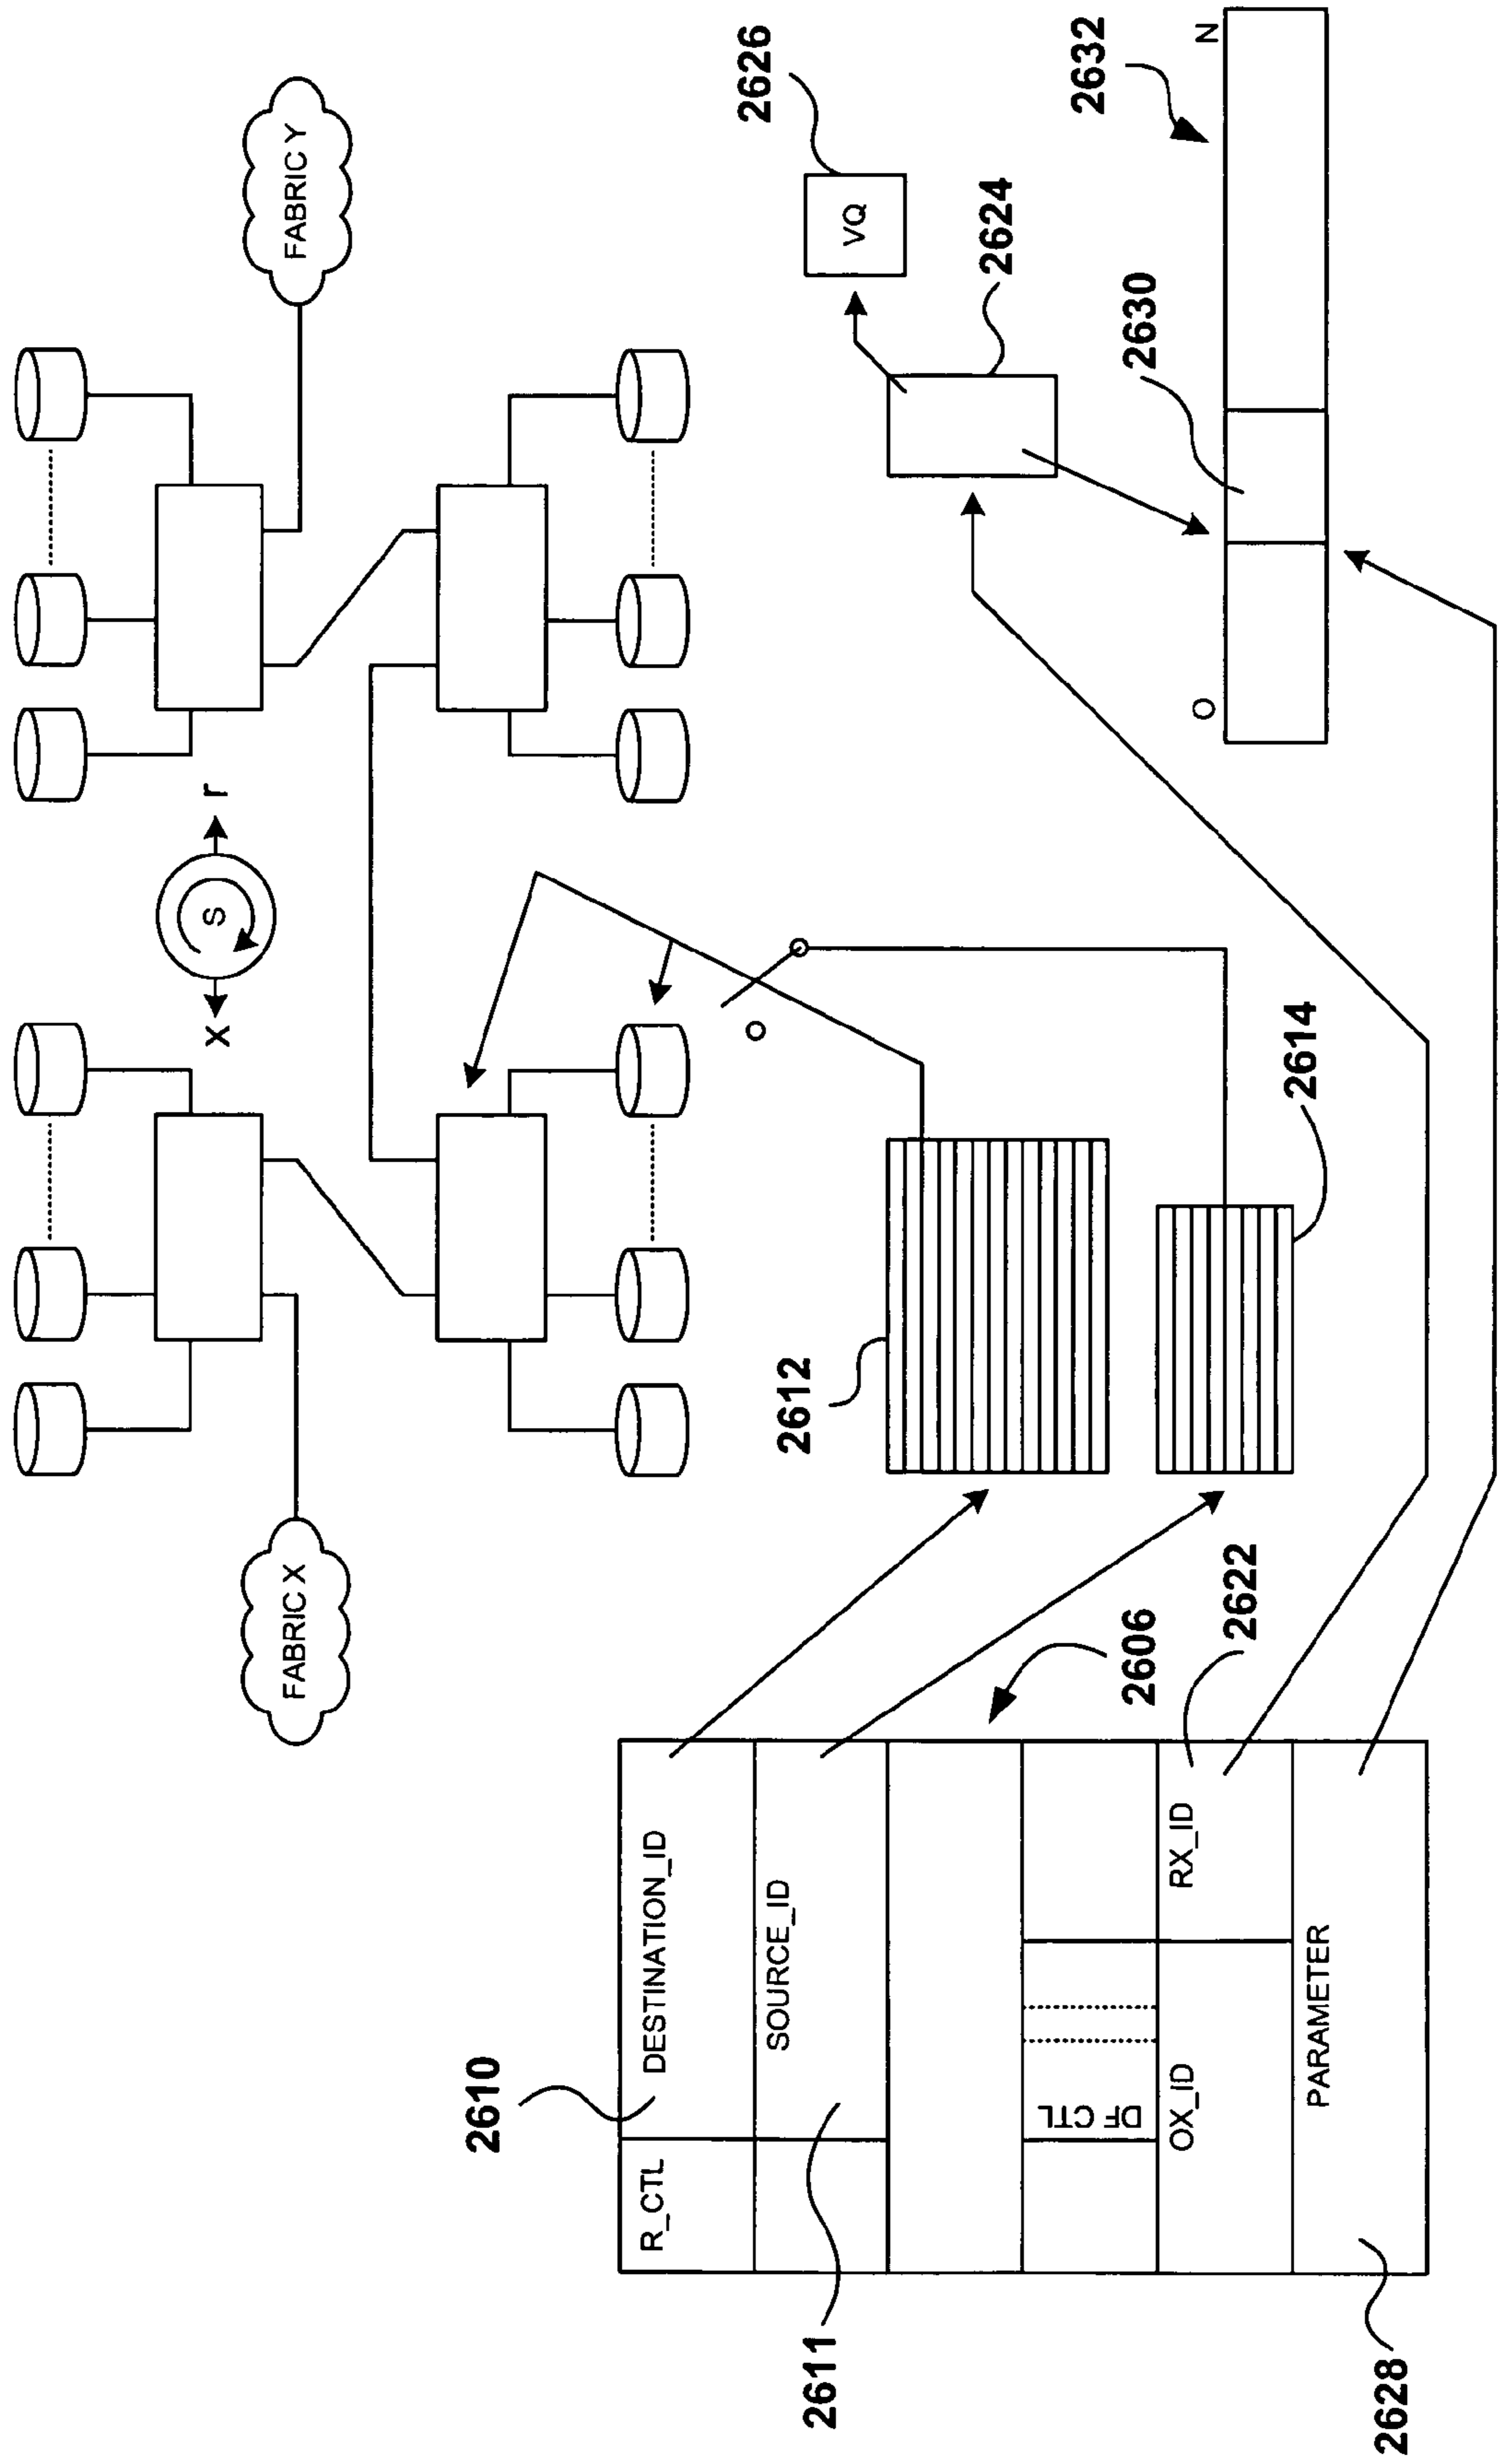 FABRIC X
FABRIC Y
X
S
r
2610
R_CTL
DESTINATION_ID
2611
SOURCE_ID
DF CTL
2606
OX_ID
RX_ID
2622
PARAMETER
2628
2612
2614
2624
VQ
2626
2630
2632
O
N